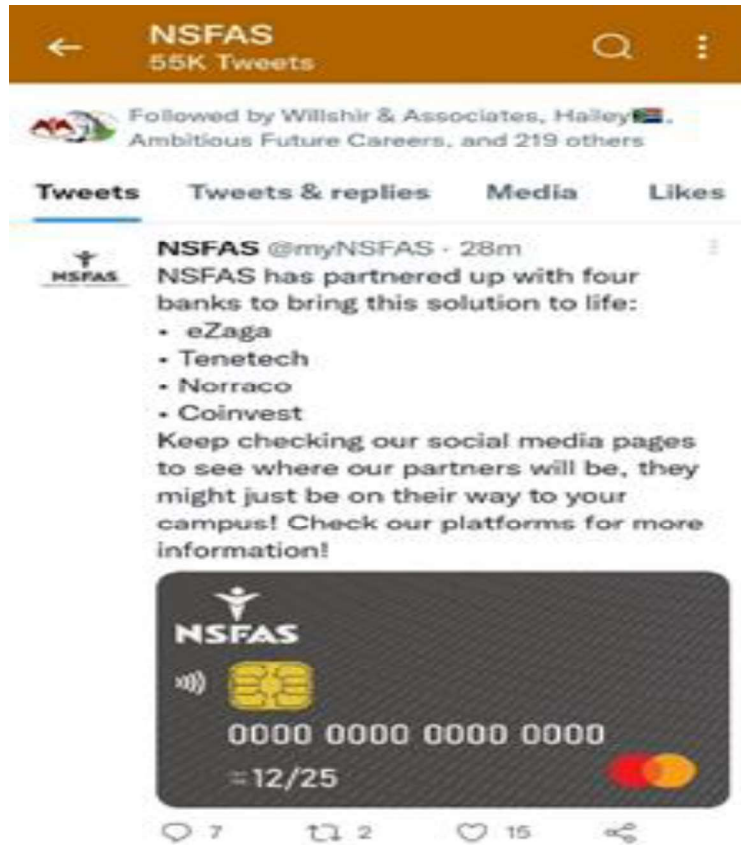 NSFAS
55K Tweets
Followed by Willshir & Associates, Hailey🇿🇦,
Ambitious Future Careers, and 219 others
Tweets Tweets & replies Media Likes
NSFAS
NSFAS @myNSFAS · 28m
NSFAS has partnered up with four
banks to bring this solution to life:
• eZaga
• Tenetech
• Norraco
• Coinvest
Keep checking our social media pages
to see where our partners will be, they
might just be on their way to your
campus! Check our platforms for more
information!
NSFAS
0000 0000 0000 0000
12/25
7 2 15